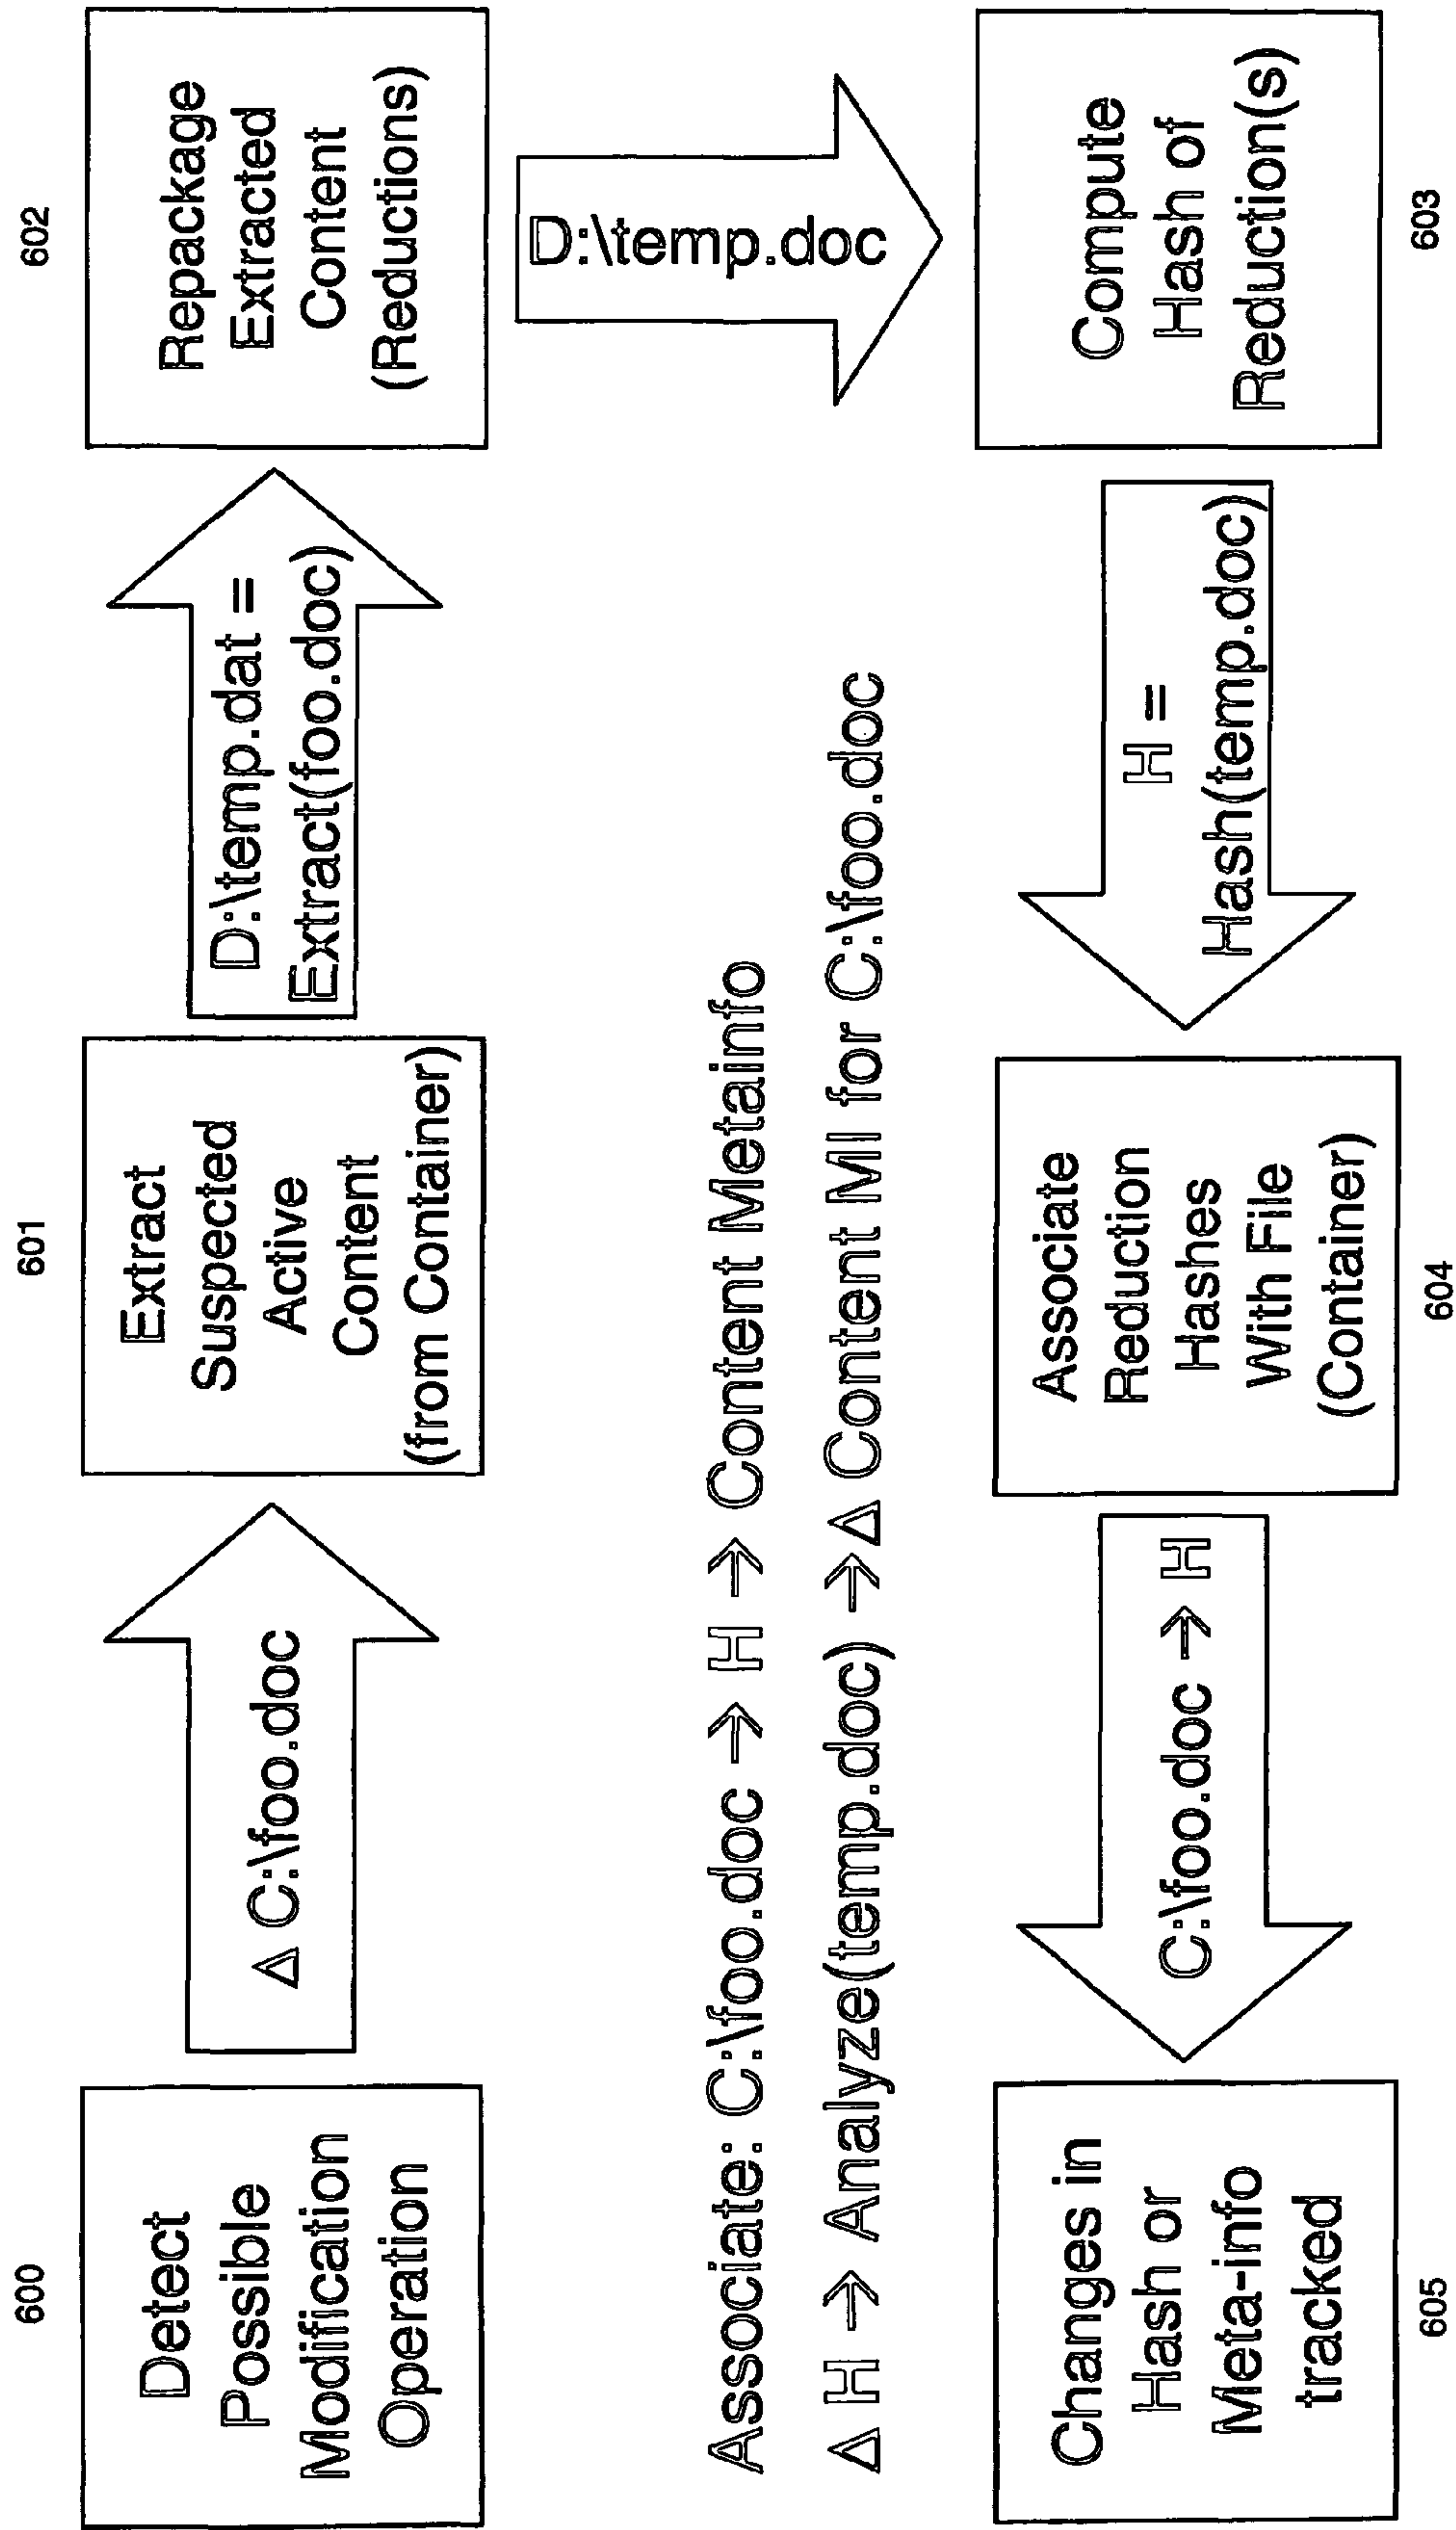 600
Detect
Possible
Modification
Operation
Δ C:\foo.doc
601
Extract
Suspected
Active
Content
(from Container)
D:\temp.dat =
Extract(foo.doc)
602
Repackage
Extracted
Content
(Reductions)
D:\temp.doc
Compute
Hash of
Reduction(s)
603
H =
Hash(temp.doc)
Associate
Reduction
Hashes
With File
(Container)
604
C:\foo.doc → H
Changes in
Hash or
Meta-info
tracked
605
Associate: C:\foo.doc → H → Content Metainfo
Δ H → Analyze(temp.doc) → Δ Content MI for C:\foo.doc